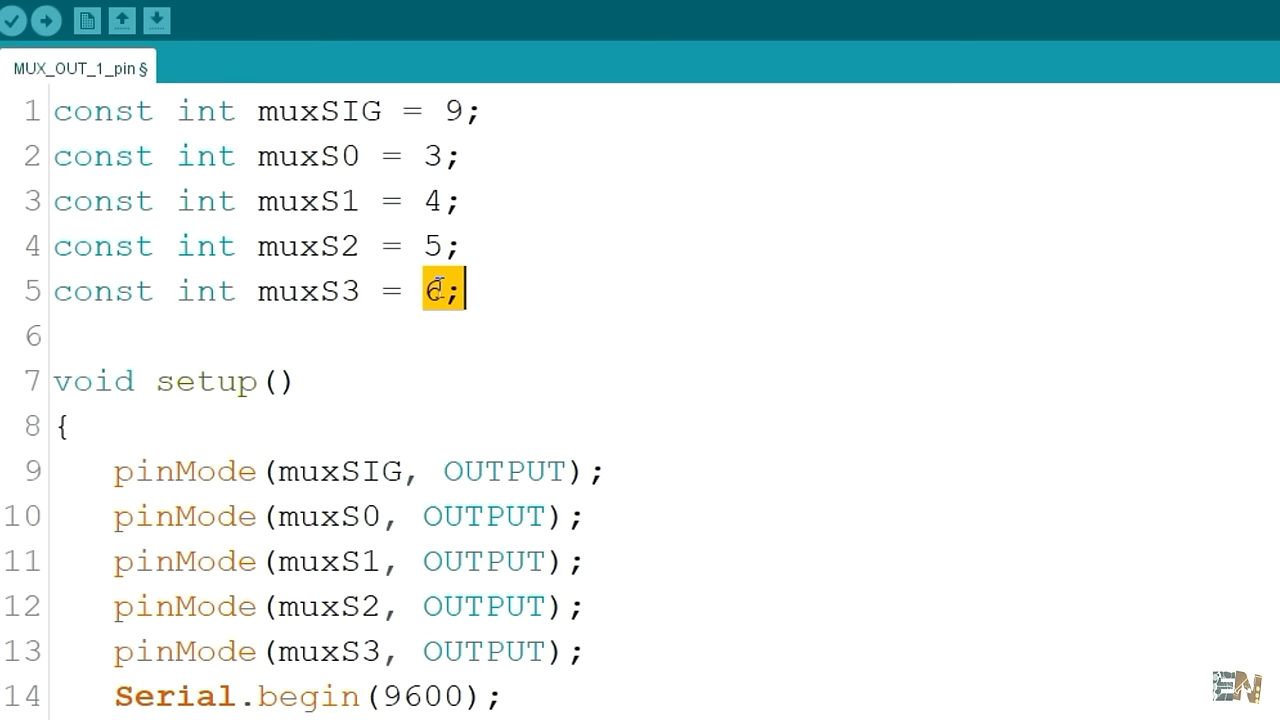 MUX_OUT_1_pin §
1 const int muxSIG = 9;
2 const int muxS0 = 3;
3 const int muxS1 = 4;
4 const int muxS2 = 5;
5 const int muxS3 = 6;
6
7 void setup()
8 {
9 pinMode(muxSIG, OUTPUT);
10 pinMode(muxS0, OUTPUT);
11 pinMode(muxS1, OUTPUT);
12 pinMode(muxS2, OUTPUT);
13 pinMode(muxS3, OUTPUT);
14 Serial.begin(9600);
EN